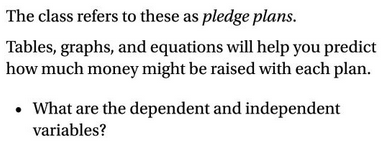 The class refers to these as pledge plans.
Tables, graphs, and equations will help you predict
how much money might be raised with each plan.
• What are the dependent and independent
variables?